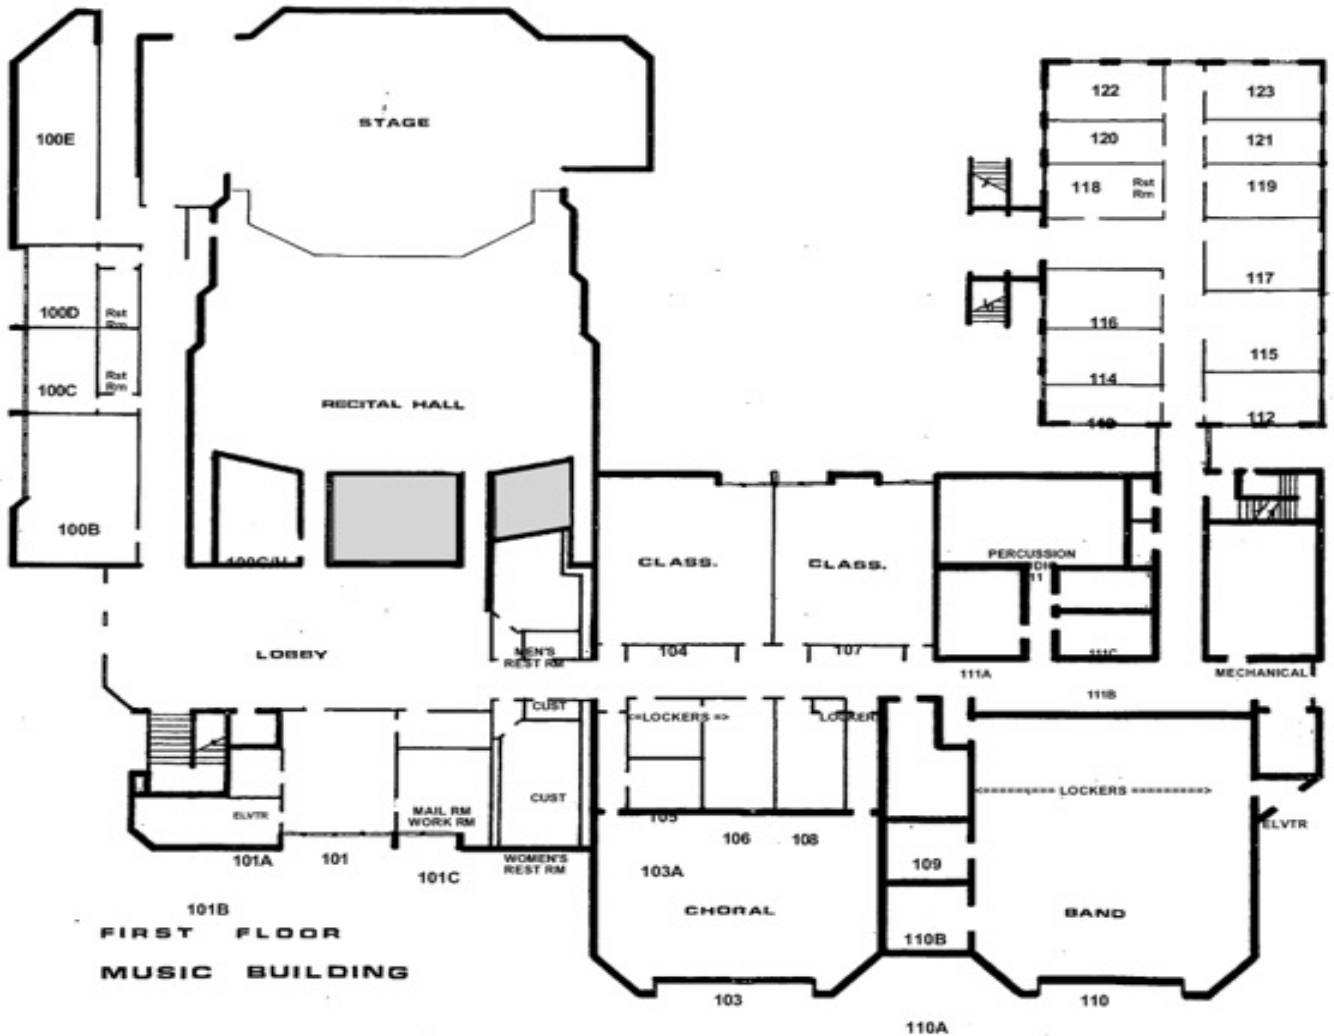 122
123
STAGE
100E
120
121
118
Rst
Rm
119
117
100D
Rst
Rm
116
115
Rst
Rm
100C
114
RECITAL HALL
112
100B
PERCUSSION
CLASS.
CLASS.
LOBBY
MEN'S
REST RM
104
107
111A
111C
MECHANICAL
111B
CUST
<=LOCKERS =>
LOCKER
LOCKERS
CUST
ELVTR
MAIL RM
WORK RM
105
106
108
ELVTR
101A
101
101C
WOMEN'S
REST RM
103A
109
101B
CHORAL
BAND
FIRST FLOOR
110B
MUSIC BUILDING
103
110
110A